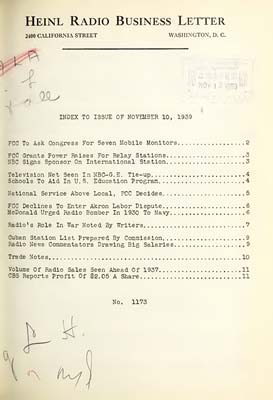 HEINL RADIO BUSINESS LETTER
2400 CALIFORNIA STREET WASHINGTON, D. C.
NOV 13 1939
INDEX TO ISSUE OF NOVEMBER 10, 1939
FCC To Ask Congress For Seven Mobile Monitors..............2
FCC Grants Power Raises For Relay Stations.................3
NBC Signs Sponsor On International Station.................3
Television Net Seen In NBC-G.E. Tie-up.....................4
Schools To Aid In U.S. Education Program...................4
National Service Above Local, FCC Decides..................5
FCC Declines To Enter Akron Labor Dispute..................6
McDonald Urged Radio Bomber In 1930 To Navy................6
Radio's Role In War Noted By Writers.......................7
Cuban Station List Prepared By Commission..................9
Radio News Commentators Drawing Big Salaries...............9
Trade Notes...............................................10
Volume Of Radio Sales Seen Ahead Of 1937..................11
CBS Reports Profit Of $2.05 A Share.......................11
No. 1173